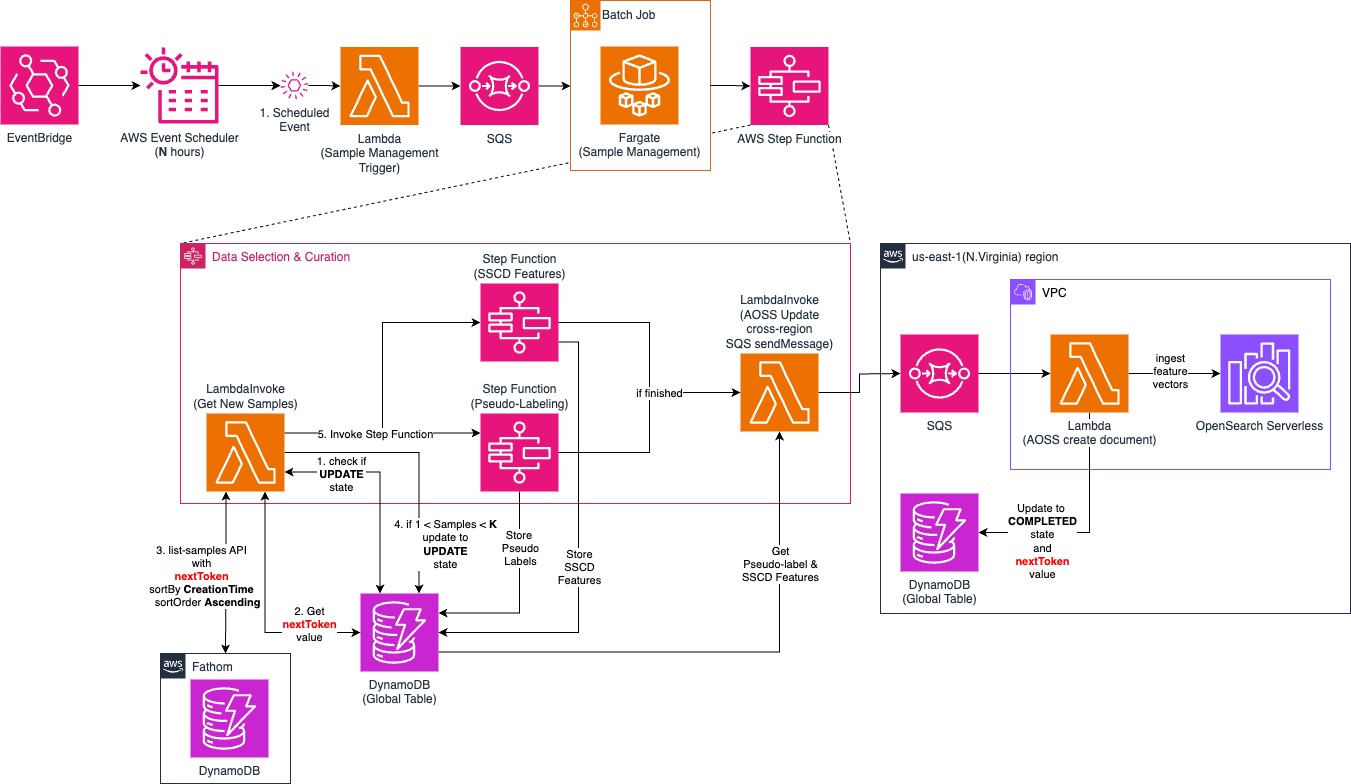 Batch Job
EventBridge
AWS Event Scheduler
(N hours)
1. Scheduled
Event
Lambda
(Sample Management
Trigger)
SQS
Fargate
(Sample Management)
AWS Step Function
Data Selection & Curation
Step Function
(SSCD Features)
LambdaInvoke
(AOSS Update
cross-region
SQS sendMessage)
LambdaInvoke
(Get New Samples)
Step Function
(Pseudo-Labeling)
if finished
5. Invoke Step Function
1. check if
UPDATE
state
4. if 1 < Samples < K
update to
UPDATE
state
Store
Pseudo
Labels
Store
SSCD
Features
Get
Pseudo-label &
SSCD Features
3. list-samples API
with
nextToken
sortBy CreationTime
sortOrder Ascending
2. Get
nextToken
value
DynamoDB
(Global Table)
aws
Fathom
DynamoDB
aws
us-east-1(N.Virginia) region
VPC
SQS
Lambda
(AOSS create document)
ingest
feature
vectors
OpenSearch Serverless
Update to
COMPLETED
state
and
nextToken
value
DynamoDB
(Global Table)